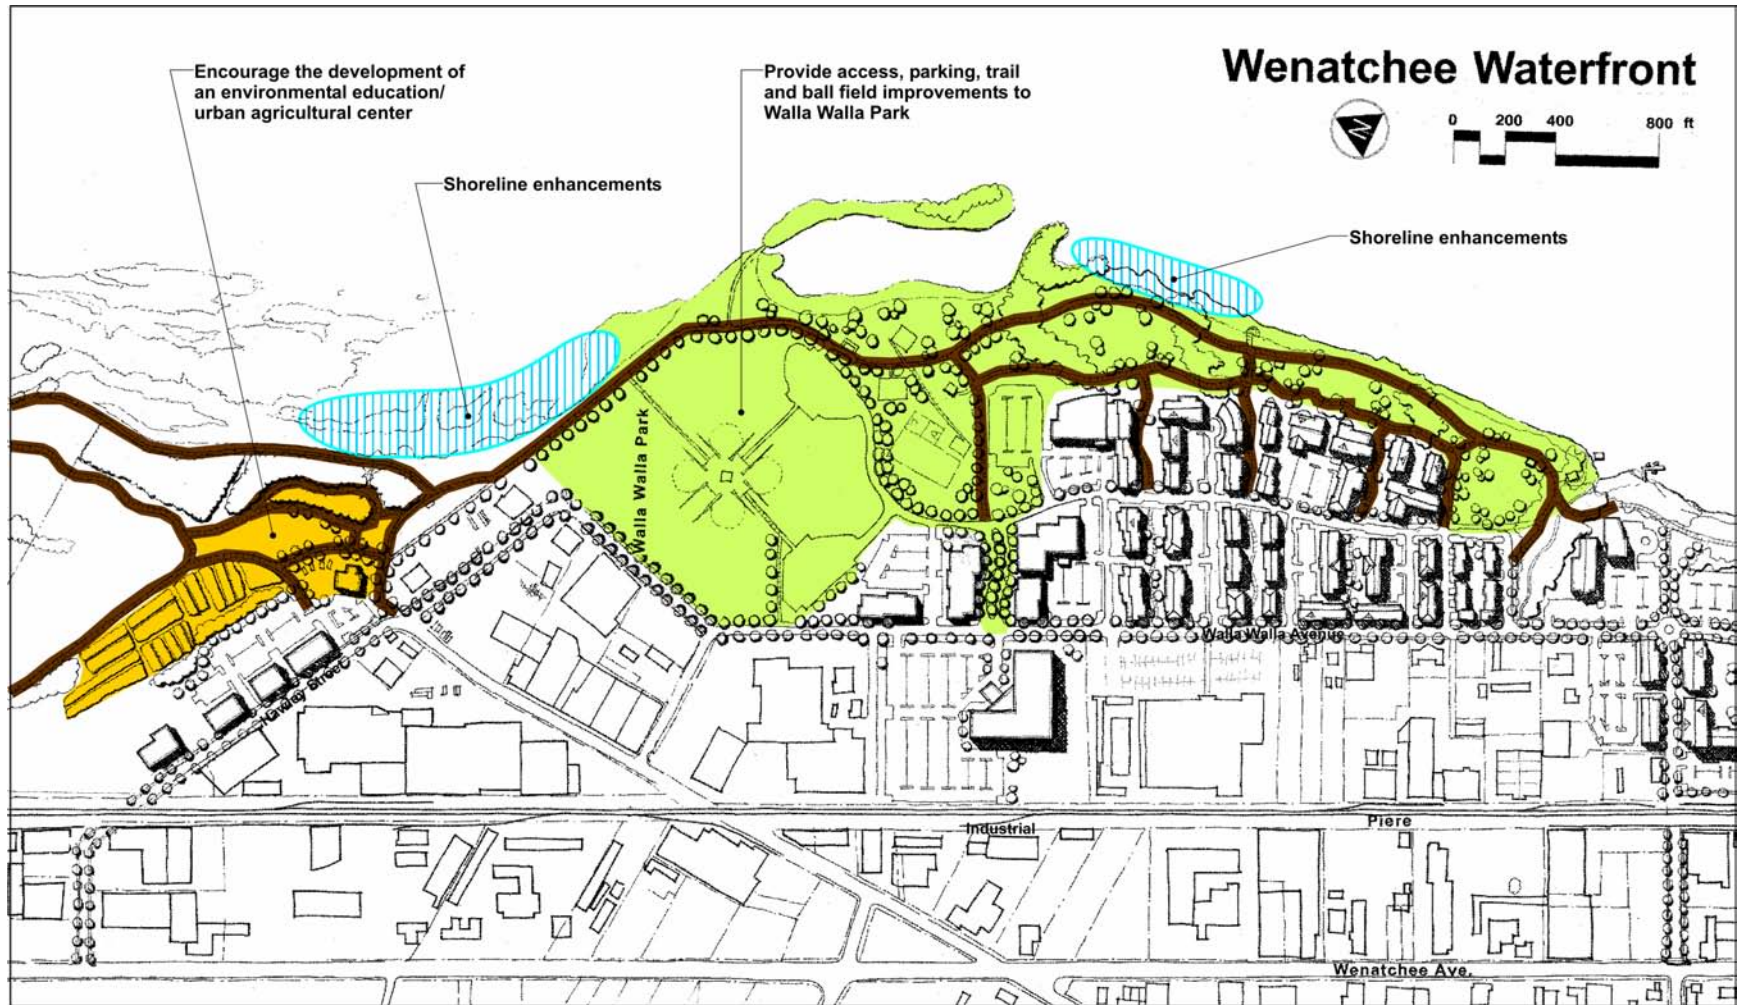 Wenatchee Waterfront
Encourage the development of
an environmental education/
urban agricultural center
Provide access, parking, trail
and ball field improvements to
Walla Walla Park
N
0 200 400 800 ft
Shoreline enhancements
Shoreline enhancements
Walla Walla Park
Walla Walla Avenue
Hawley Street
Industrial
Piere
Wenatchee Ave.